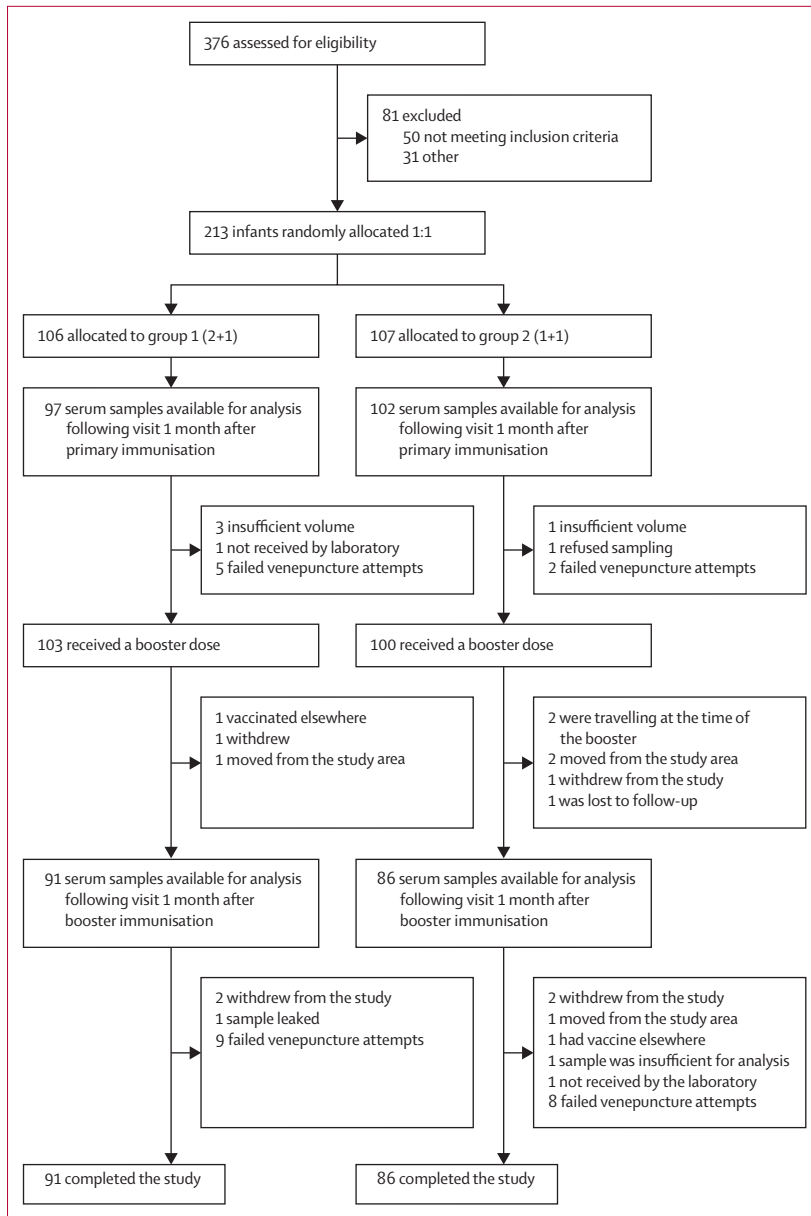 376 assessed for eligibility
81 excluded
50 not meeting inclusion criteria
31 other
213 infants randomly allocated 1:1
106 allocated to group 1 (2+1)
107 allocated to group 2 (1+1)
97 serum samples available for analysis
following visit 1 month after
primary immunisation
102 serum samples available for analysis
following visit 1 month after
primary immunisation
3 insufficient volume
1 not received by laboratory
5 failed venepuncture attempts
1 insufficient volume
1 refused sampling
2 failed venepuncture attempts
103 received a booster dose
100 received a booster dose
1 vaccinated elsewhere
1 withdrew
1 moved from the study area
2 were travelling at the time of
the booster
2 moved from the study area
1 withdrew from the study
1 was lost to follow-up
91 serum samples available for analysis
following visit 1 month after
booster immunisation
86 serum samples available for analysis
following visit 1 month after
booster immunisation
2 withdrew from the study
1 sample leaked
9 failed venepuncture attempts
2 withdrew from the study
1 moved from the study area
1 had vaccine elsewhere
1 sample was insufficient for analysis
1 not received by the laboratory
8 failed venepuncture attempts
91 completed the study
86 completed the study